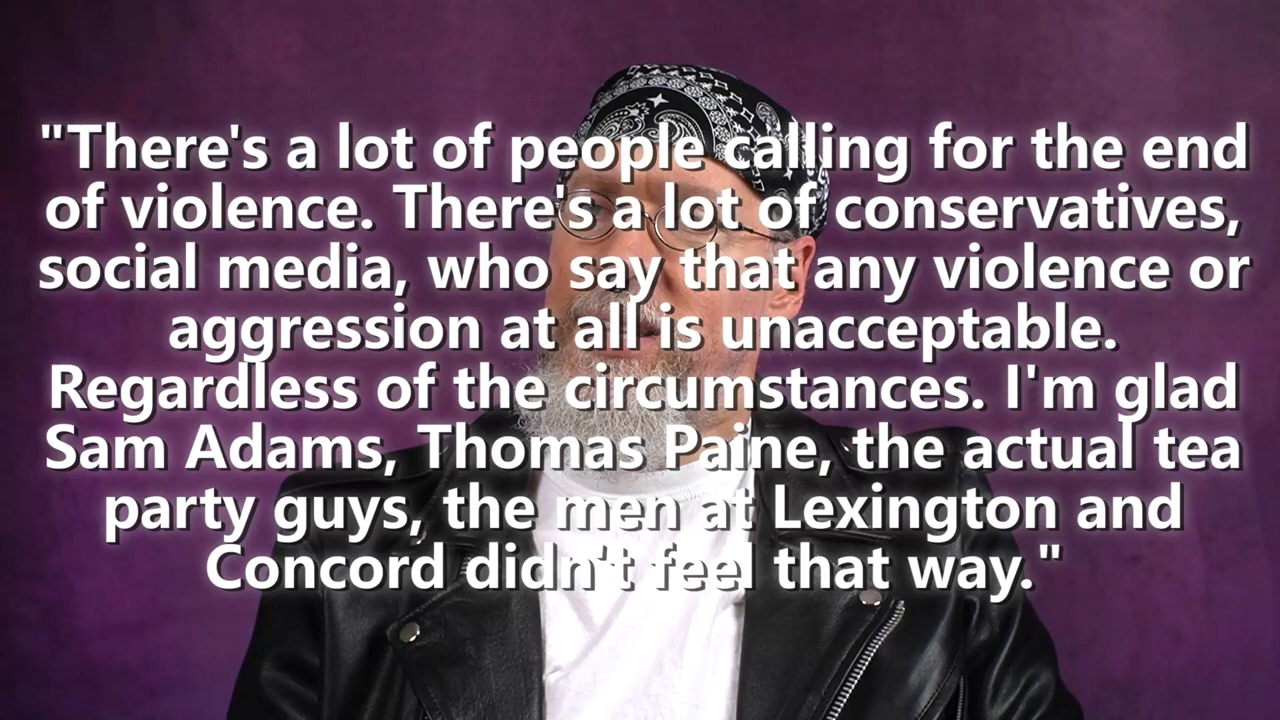 "There's a lot of people calling for the end
of violence. There's a lot of conservatives,
social media, who say that any violence or
aggression at all is unacceptable.
Regardless of the circumstances. I'm glad
Sam Adams, Thomas Paine, the actual tea
party guys, the men at Lexington and
Concord didn't feel that way."